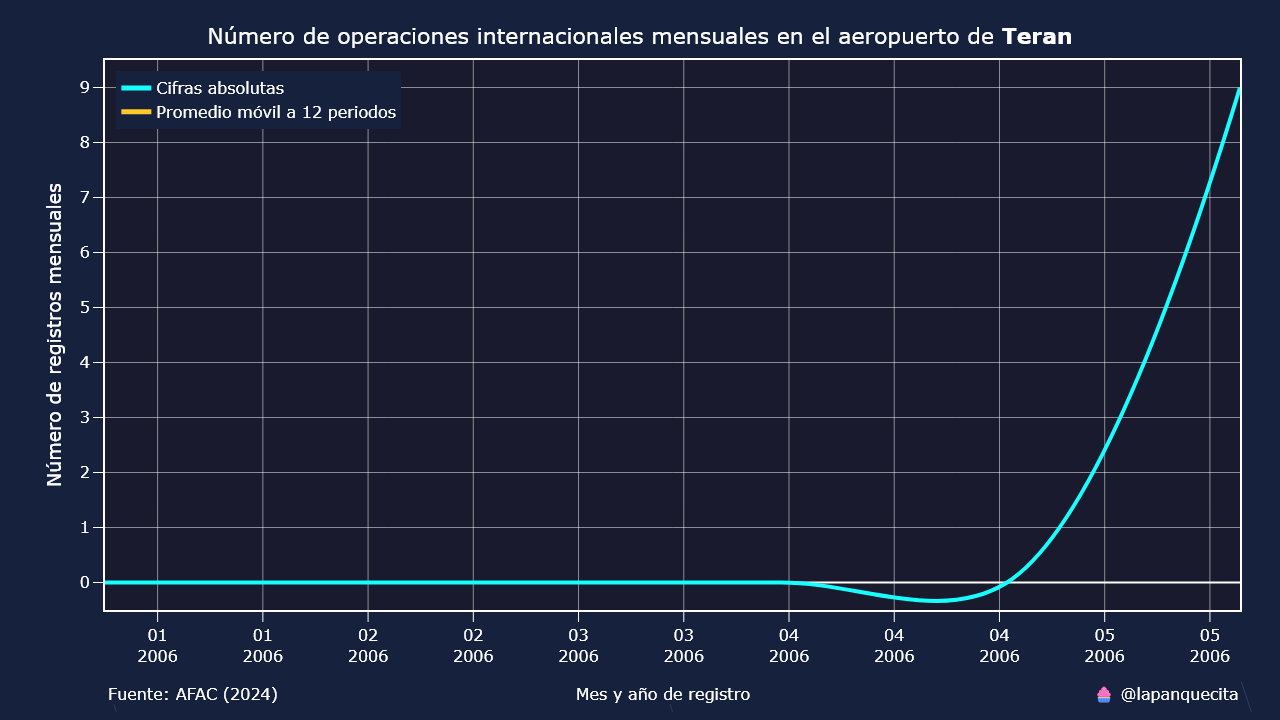 Número de operaciones internacionales mensuales en el aeropuerto de Teran
Cifras absolutas
Promedio móvil a 12 periodos
Número de registros mensuales
9
8
7
6
5
4
3
2
1
0
01 01 02 02 03 03 04 04 04 05 05
2006 2006 2006 2006 2006 2006 2006 2006 2006 2006 2006
Fuente: AFAC (2024) Mes y año de registro 🧁 @lapanquecita